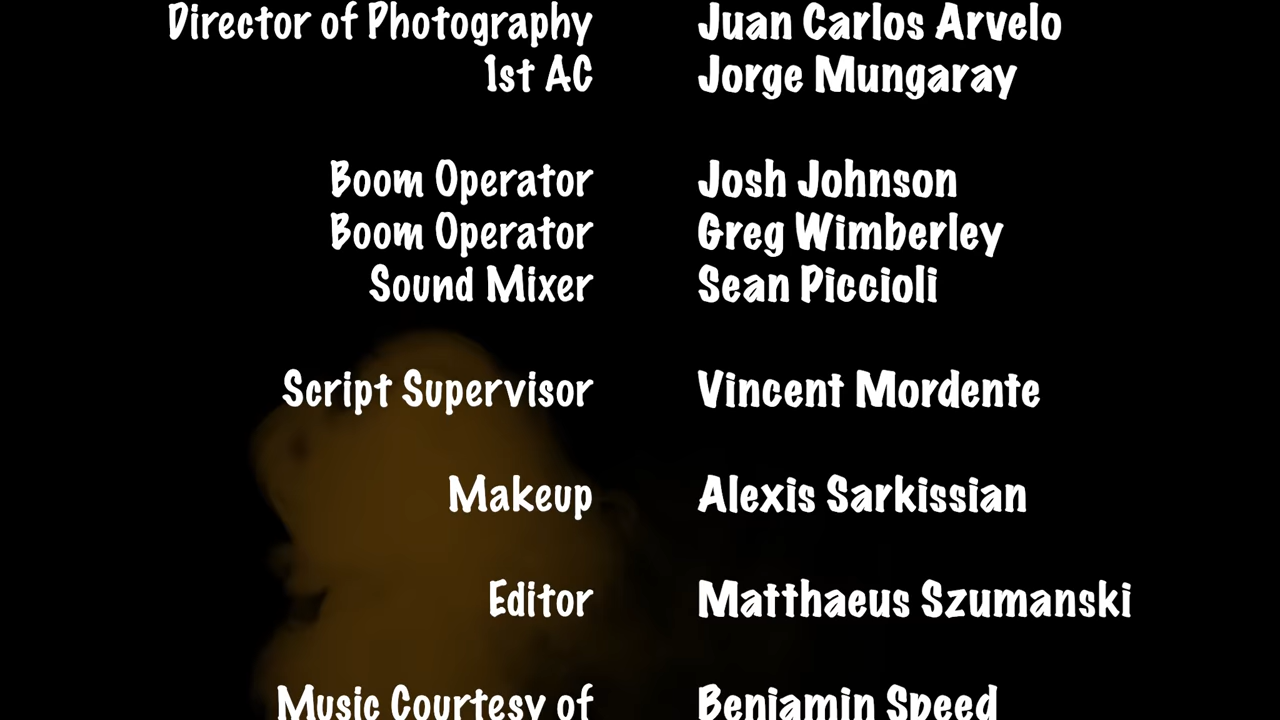 Director of Photography Juan Carlos Arvelo
1st AC Jorge Mungaray
Boom Operator Josh Johnson
Boom Operator Greg Wimberley
Sound Mixer Sean Piccioli
Script Supervisor Vincent Mordente
Makeup Alexis Sarkissian
Editor Matthaeus Szumanski
Music Courtesy of Benjamin Speed